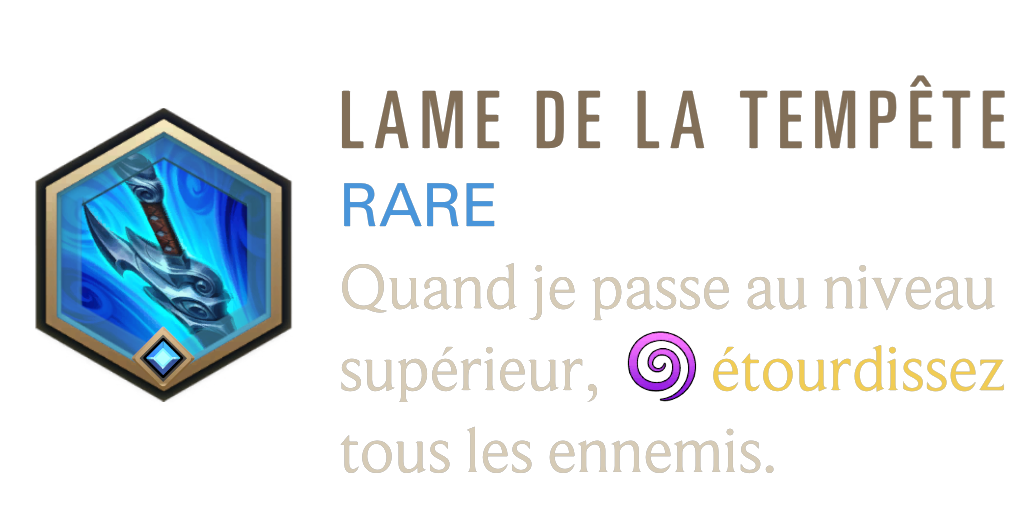 LAME DE LA TEMPÊTE
RARE
Quand je passe au niveau
supérieur, étourdissez
tous les ennemis.